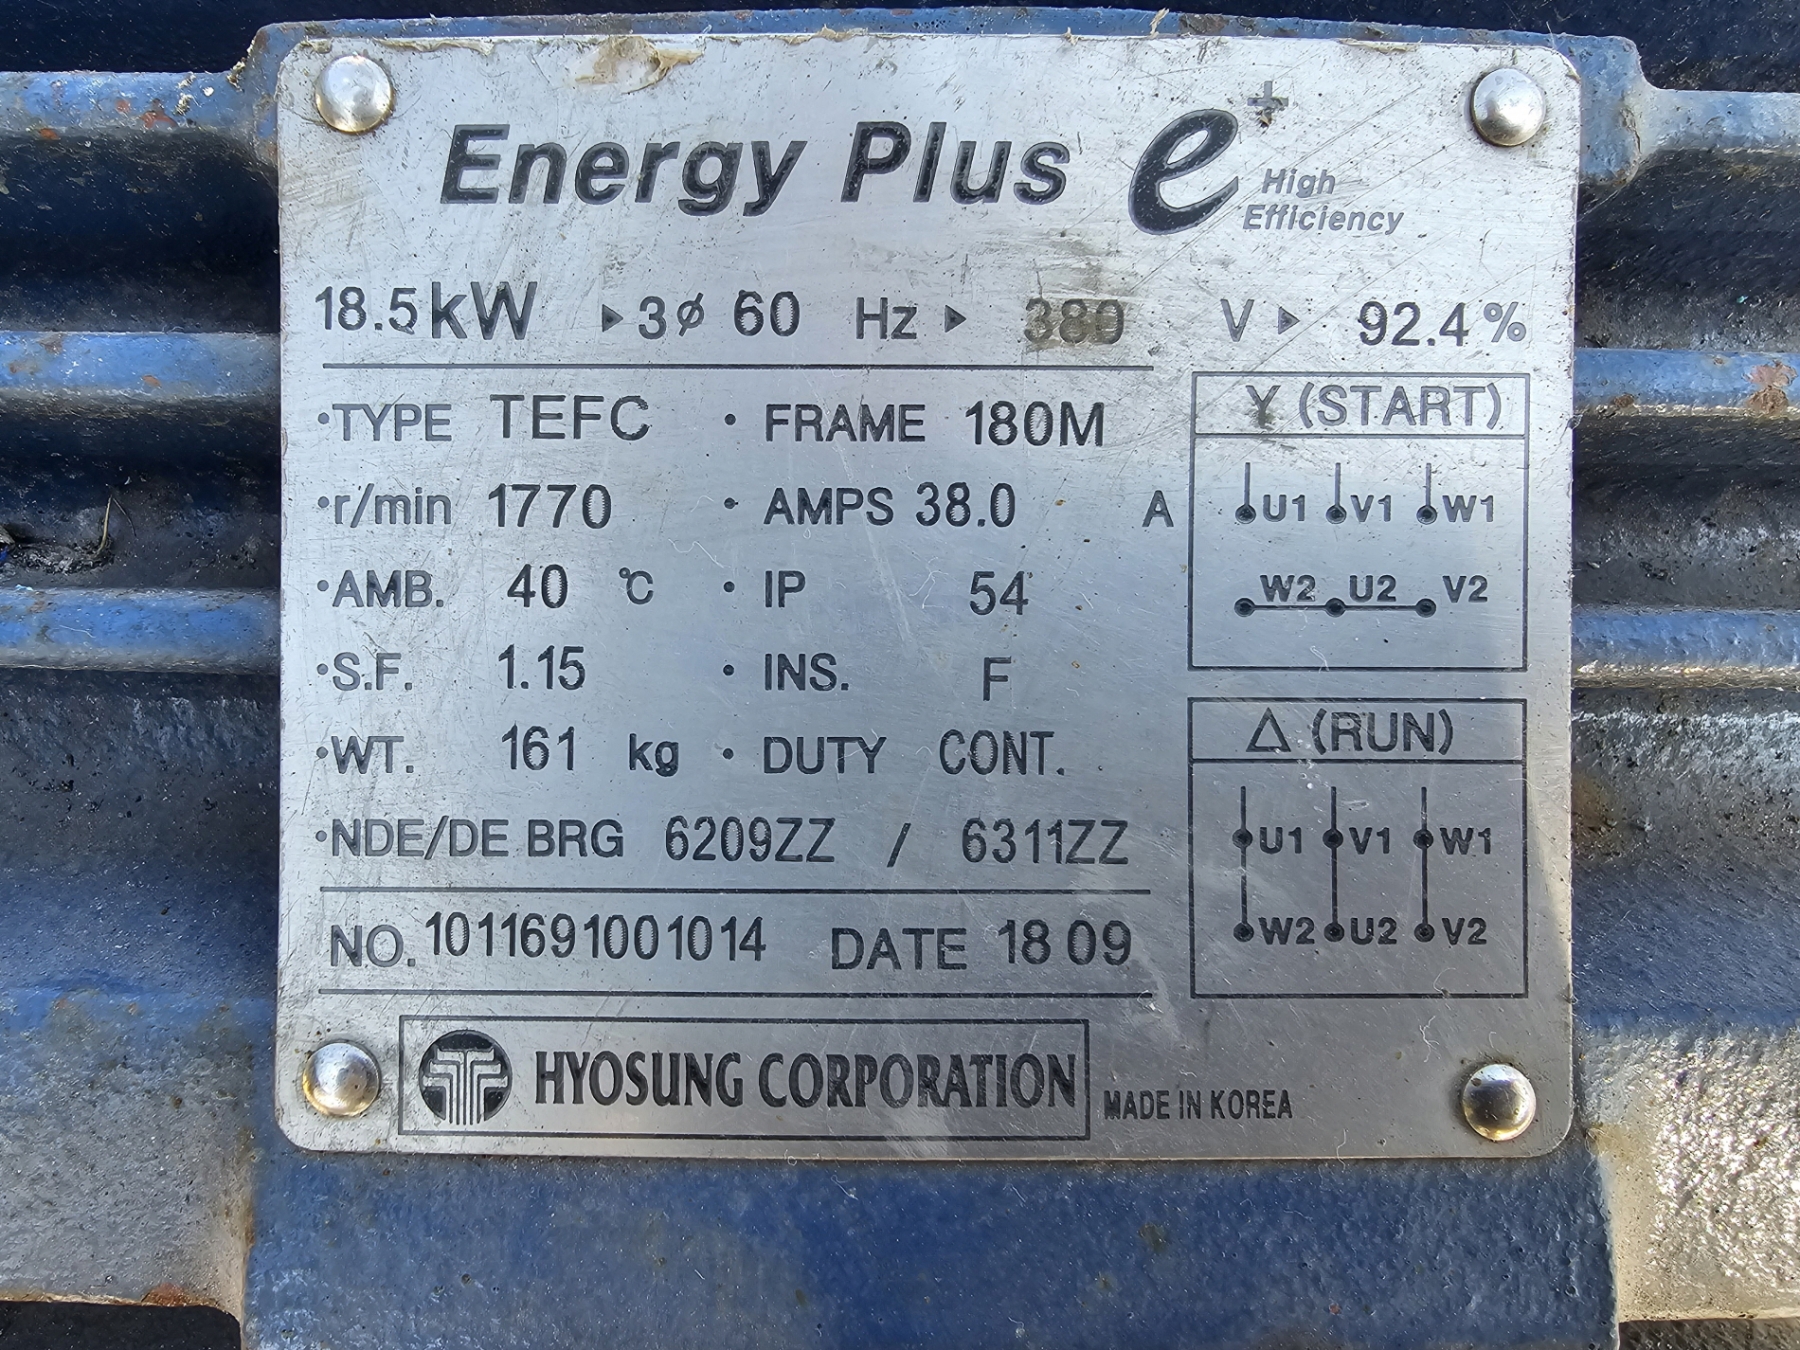 Energy Plus e+ High Efficiency
18.5 kW ▸ 3ø 60 Hz ▸ 380 V ▸ 92.4 %
·TYPE TEFC · FRAME 180M
·r/min 1770 · AMPS 38.0 A
·AMB. 40 ℃ · IP 54
·S.F. 1.15 · INS. F
·WT. 161 kg · DUTY CONT.
·NDE/DE BRG 6209ZZ / 6311ZZ
NO. 1011691001014 DATE 18 09
HYOSUNG CORPORATION MADE IN KOREA
Y (START)
U1 V1 W1
W2 U2 V2
Δ (RUN)
U1 V1 W1
W2 U2 V2